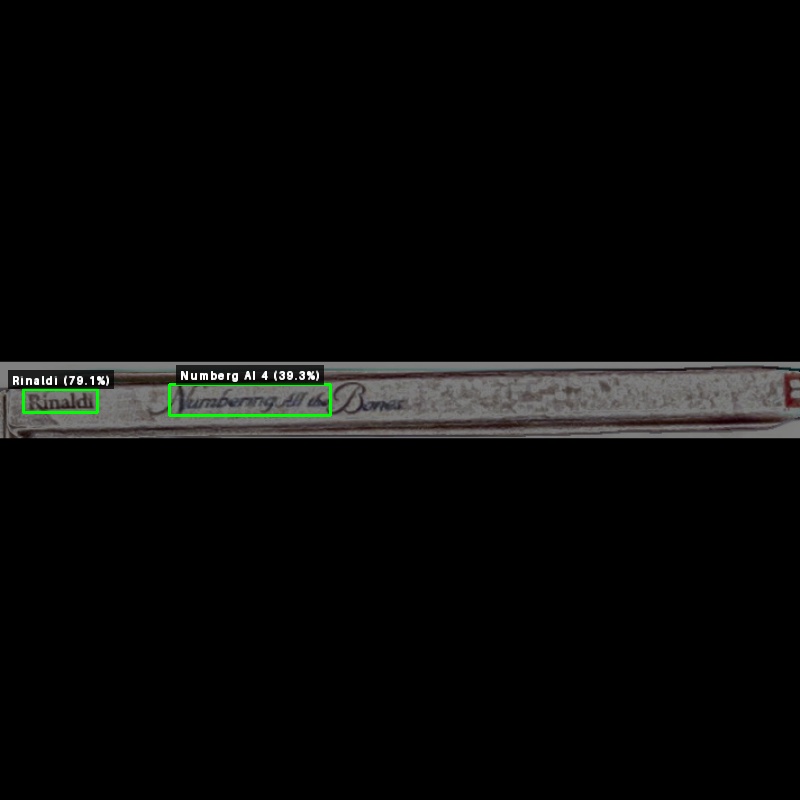 Rinaldi (79.1%)
Numberg Al 4 (39.3%)
Rinaldi
Numbering All the Bones